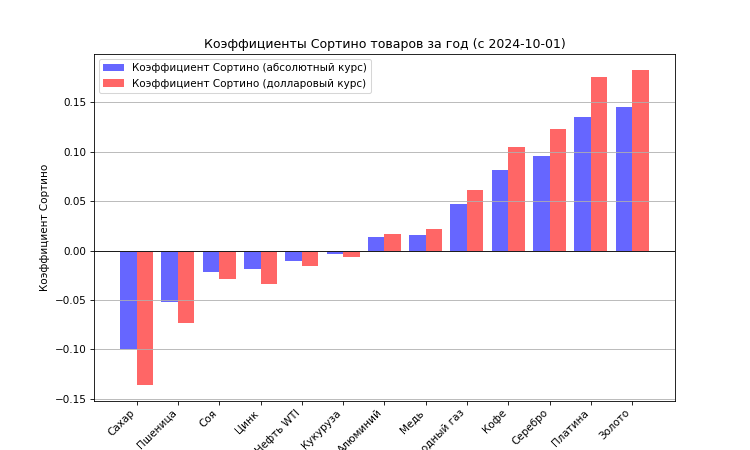 Коэффициенты Сортино товаров за год (с 2024-10-01)
Коэффициент Сортино (абсолютный курс)
Коэффициент Сортино (долларовый курс)
Коэффициент Сортино
0.15
0.10
0.05
0.00
−0.05
−0.10
−0.15
Сахар
Пшеница
Соя
Цинк
Нефть WTI
Кукуруза
Алюминий
Медь
одный газ
Кофе
Серебро
Платина
Золото